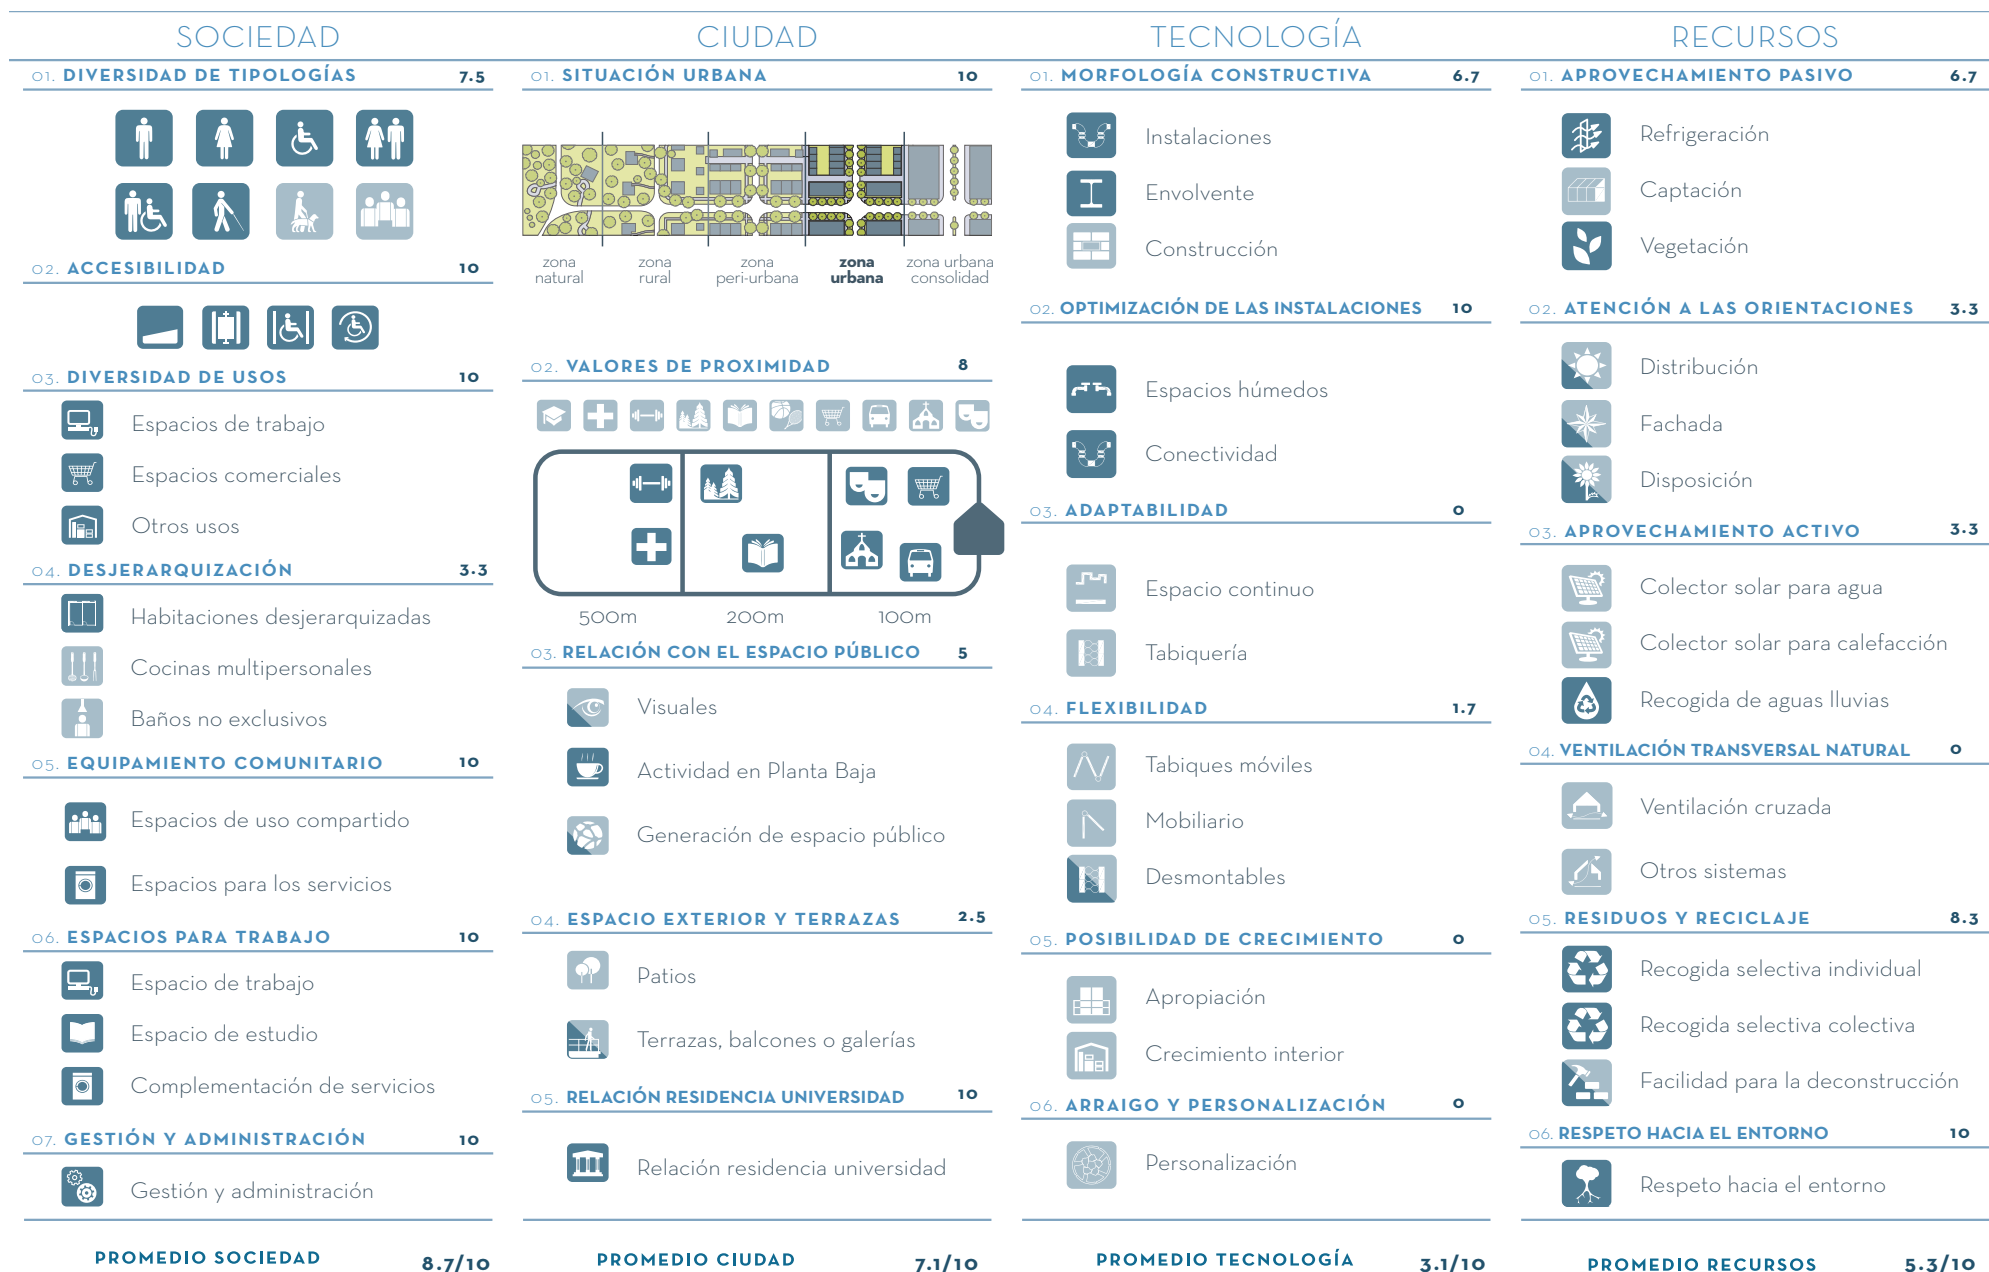 SOCIEDAD
01. DIVERSIDAD DE TIPOLOGÍAS 7.5
02. ACCESIBILIDAD 10
03. DIVERSIDAD DE USOS 10
Espacios de trabajo
Espacios comerciales
Otros usos
04. DESJERARQUIZACIÓN 3.3
Habitaciones desjerarquizadas
Cocinas multipersonales
Baños no exclusivos
05. EQUIPAMIENTO COMUNITARIO 10
Espacios de uso compartido
Espacios para los servicios
06. ESPACIOS PARA TRABAJO 10
Espacio de trabajo
Espacio de estudio
Complementación de servicios
07. GESTIÓN Y ADMINISTRACIÓN 10
Gestión y administración
PROMEDIO SOCIEDAD 8.7/10
CIUDAD
01. SITUACIÓN URBANA 10
zona
natural
zona
rural
zona
peri-urbana
zona
urbana
zona urbana
consolidad
02. VALORES DE PROXIMIDAD 8
500m 200m 100m
03. RELACIÓN CON EL ESPACIO PÚBLICO 5
Visuales
Actividad en Planta Baja
Generación de espacio público
04. ESPACIO EXTERIOR Y TERRAZAS 2.5
Patios
Terrazas, balcones o galerías
05. RELACIÓN RESIDENCIA UNIVERSIDAD 10
Relación residencia universidad
PROMEDIO CIUDAD 7.1/10
TECNOLOGÍA
01. MORFOLOGÍA CONSTRUCTIVA 6.7
Instalaciones
Envolvente
Construcción
02. OPTIMIZACIÓN DE LAS INSTALACIONES 10
Espacios húmedos
Conectividad
03. ADAPTABILIDAD 0
Espacio continuo
Tabiquería
04. FLEXIBILIDAD 1.7
Tabiques móviles
Mobiliario
Desmontables
05. POSIBILIDAD DE CRECIMIENTO 0
Apropiación
Crecimiento interior
06. ARRAIGO Y PERSONALIZACIÓN 0
Personalización
PROMEDIO TECNOLOGÍA 3.1/10
RECURSOS
01. APROVECHAMIENTO PASIVO 6.7
Refrigeración
Captación
Vegetación
02. ATENCIÓN A LAS ORIENTACIONES 3.3
Distribución
Fachada
Disposición
03. APROVECHAMIENTO ACTIVO 3.3
Colector solar para agua
Colector solar para calefacción
Recogida de aguas lluvias
04. VENTILACIÓN TRANSVERSAL NATURAL 0
Ventilación cruzada
Otros sistemas
05. RESIDUOS Y RECICLAJE 8.3
Recogida selectiva individual
Recogida selectiva colectiva
Facilidad para la deconstrucción
06. RESPETO HACIA EL ENTORNO 10
Respeto hacia el entorno
PROMEDIO RECURSOS 5.3/10